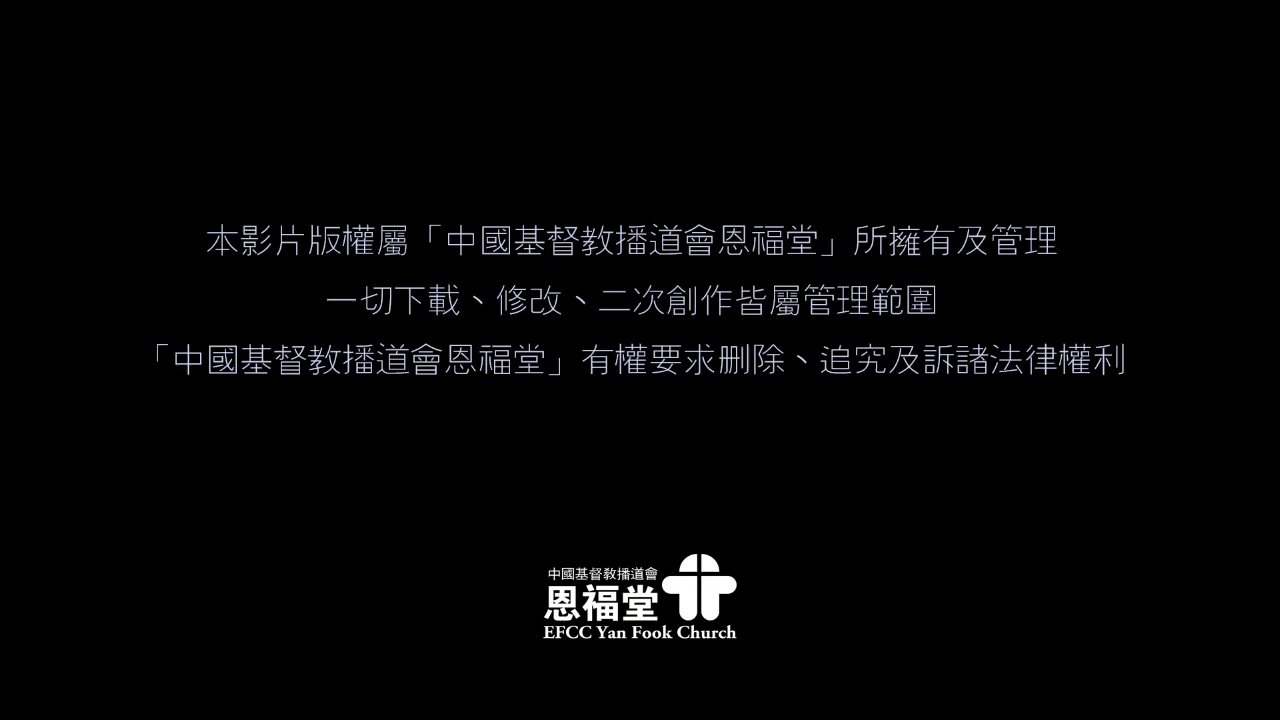 本影片版權屬「中國基督教播道會恩福堂」所擁有及管理
一切下載、修改、二次創作皆屬管理範圍
「中國基督教播道會恩福堂」有權要求刪除、追究及訴諸法律權利
中國基督教播道會
恩福堂
EFCC Yan Fook Church